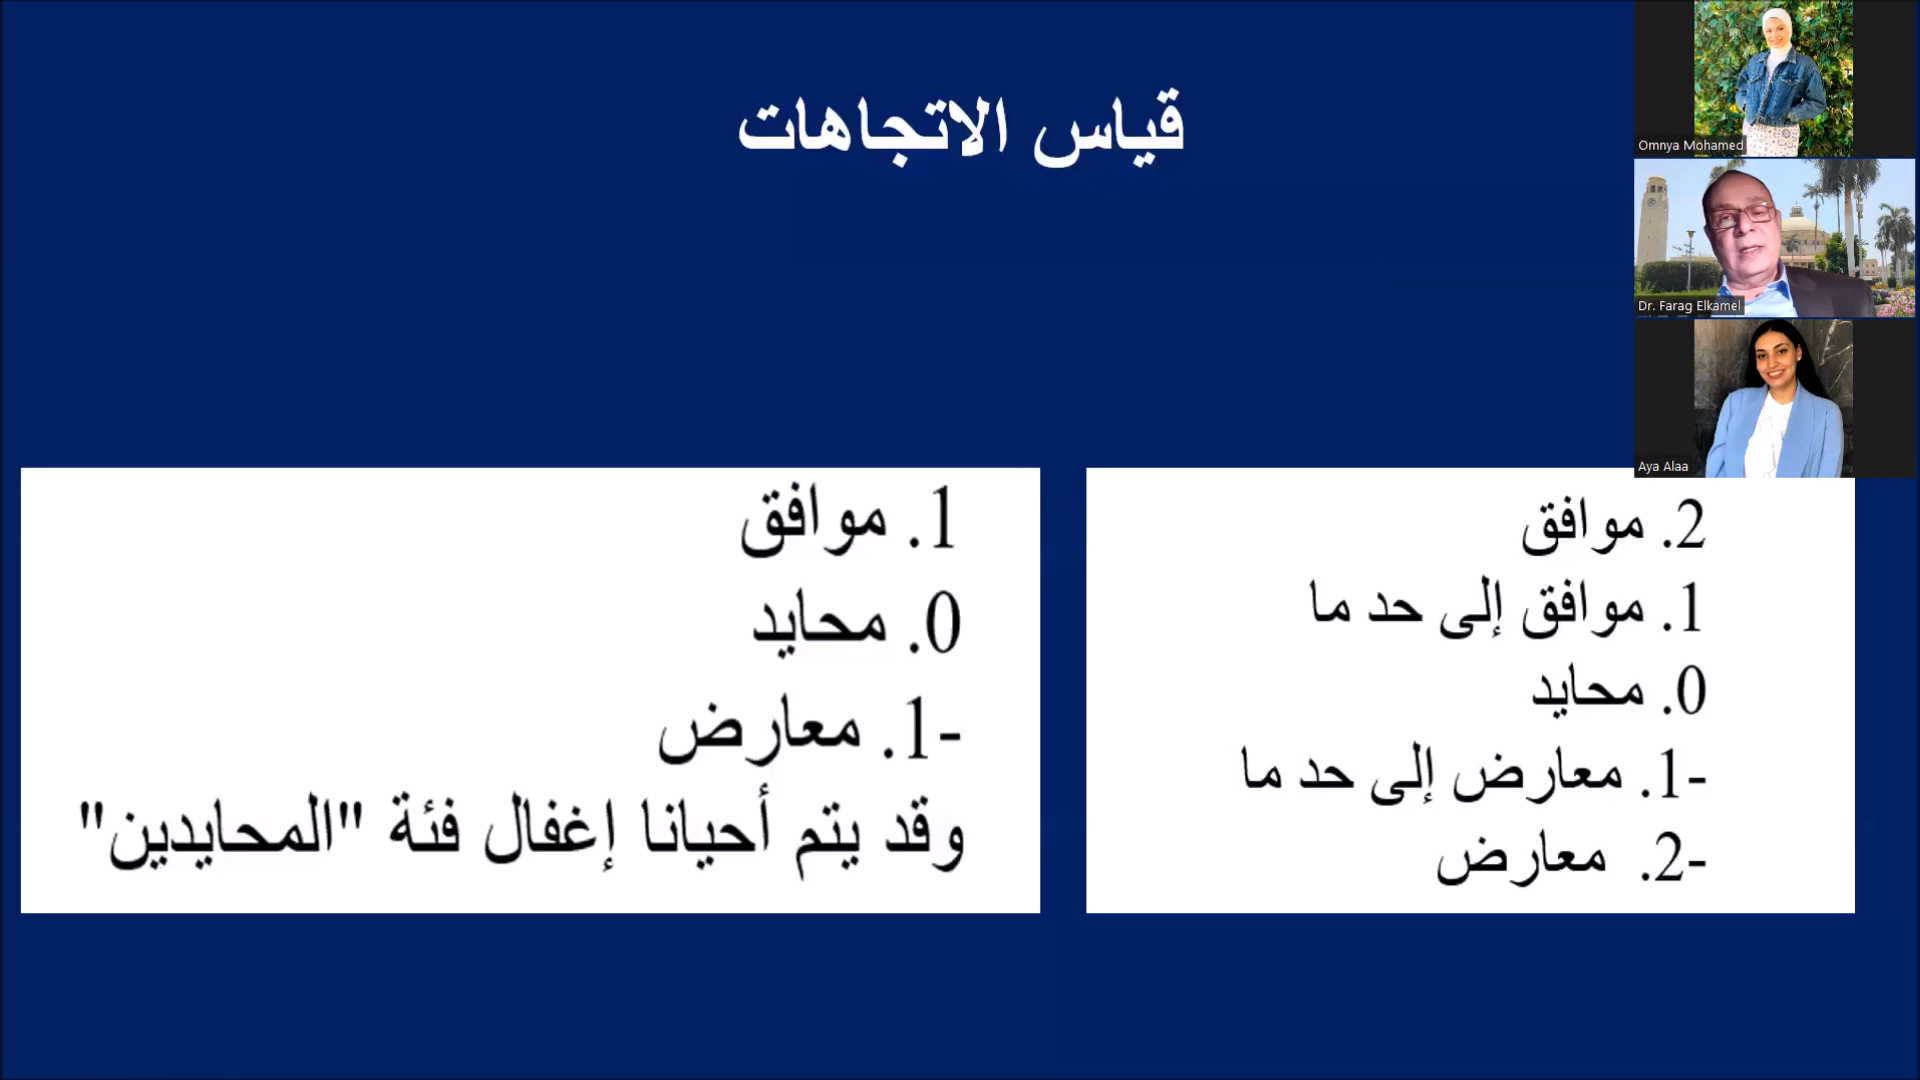 قياس الاتجاهات
2. موافق
1. موافق إلى حد ما
0. محايد
-1. معارض إلى حد ما
-2. معارض
1. موافق
0. محايد
-1. معارض
وقد يتم أحيانا إغفال فئة "المحايدين"
Omnya Mohamed
Dr. Farag Elkamel
Aya Alaa